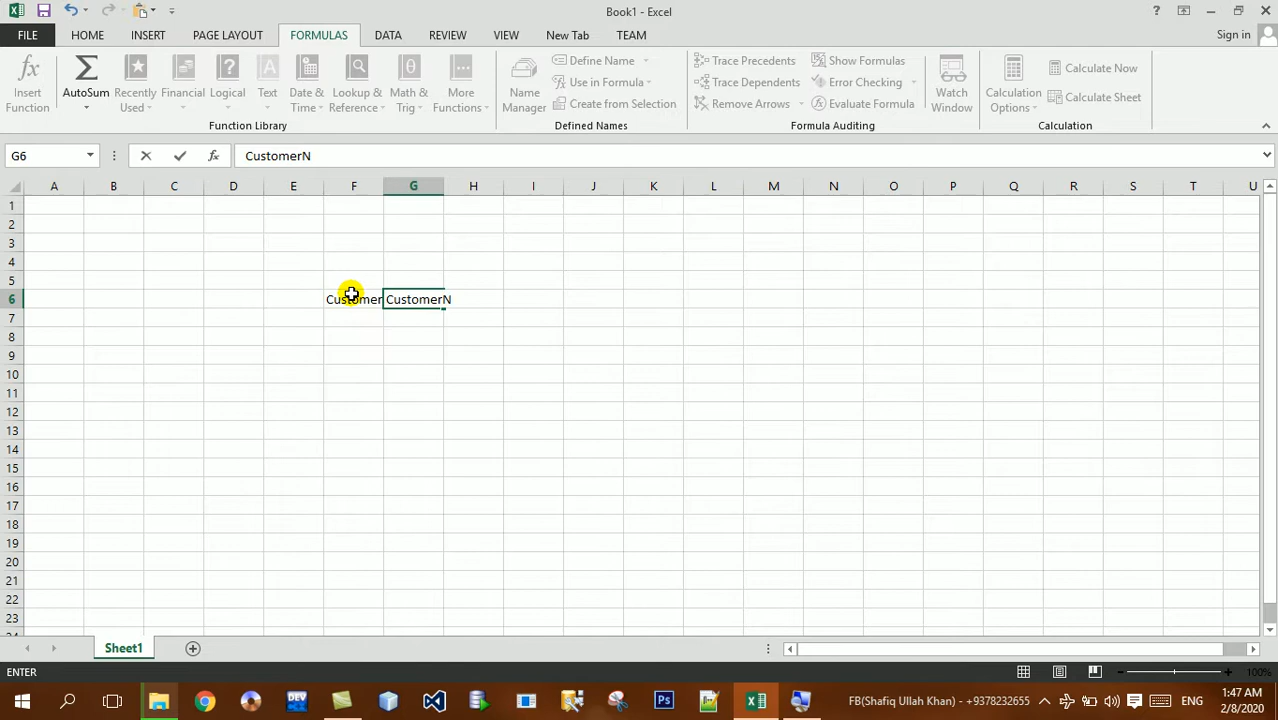 Book1 - Excel
?
FILE HOME INSERT PAGE LAYOUT FORMULAS DATA REVIEW VIEW New Tab TEAM Sign in
Insert Function
AutoSum
Recently Used
Financial
Logical
Text
Date & Time
Lookup & Reference
Math & Trig
More Functions
Function Library
Name Manager
Define Name
Use in Formula
Create from Selection
Defined Names
Trace Precedents
Trace Dependents
Remove Arrows
Show Formulas
Error Checking
Evaluate Formula
Formula Auditing
Watch Window
Calculation Options
Calculate Now
Calculate Sheet
Calculation
G6 fx CustomerN
A B C D E F G H I J K L M N O P Q R S T U
1
2
3
4
5
6 Customer CustomerN
7
8
9
10
11
12
13
14
15
16
17
18
19
20
21
22
23
Sheet1
ENTER 100%
DEV Ps FB(Shafiq Ullah Khan) - +9378232655 ENG 1:47 AM
2/8/2020